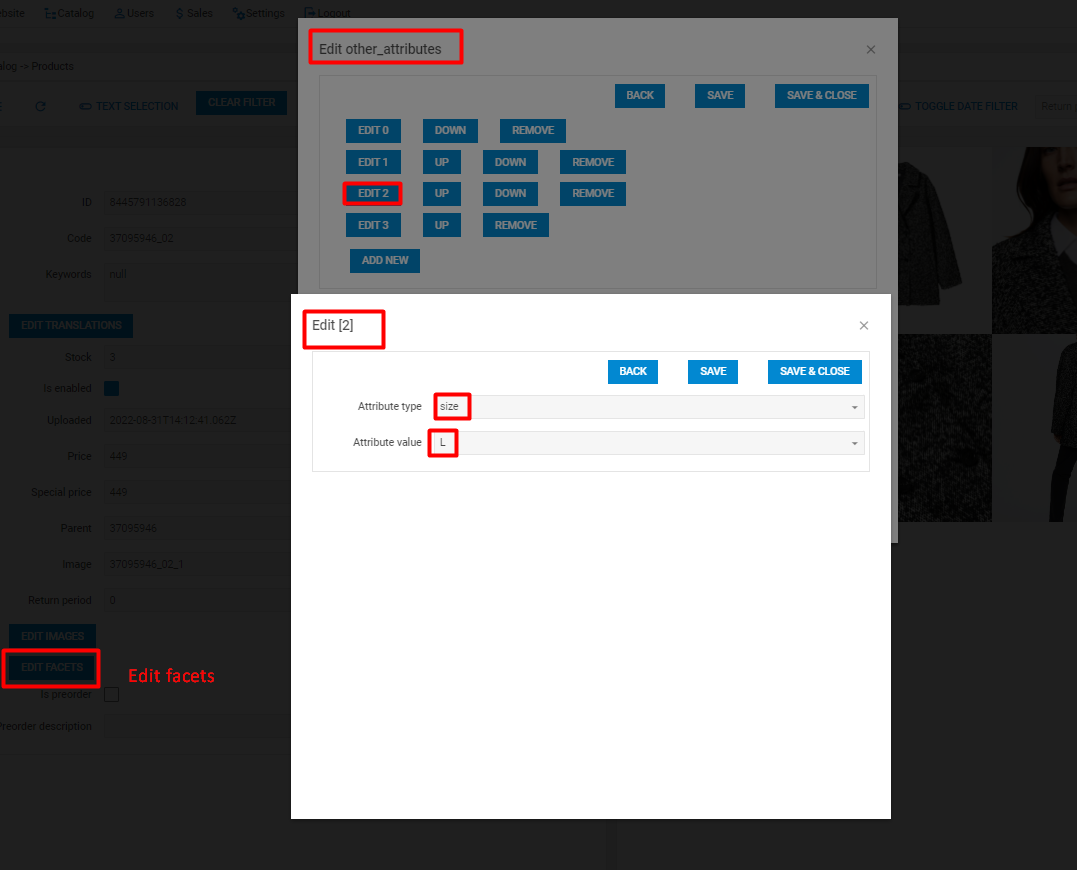 bsite Catalog Users Sales Settings Logout
Edit other_attributes
alog -> Products
TEXT SELECTION CLEAR FILTER
BACK SAVE SAVE & CLOSE
TOGGLE DATE FILTER Return
EDIT 0 DOWN REMOVE
EDIT 1 UP DOWN REMOVE
EDIT 2 UP DOWN REMOVE
EDIT 3 UP REMOVE
ADD NEW
ID 8445791136828
Code 37095946_02
Keywords null
EDIT TRANSLATIONS
Stock 3
Is enabled
Uploaded 2022-08-31T14:12:41.062Z
Price 449
Special price 449
Parent 37095946
Image 37095946_02_1
Return period 0
EDIT IMAGES
EDIT FACETS
Edit facets
Is preorder
Preorder description
Edit [2]
BACK SAVE SAVE & CLOSE
Attribute type size
Attribute value L